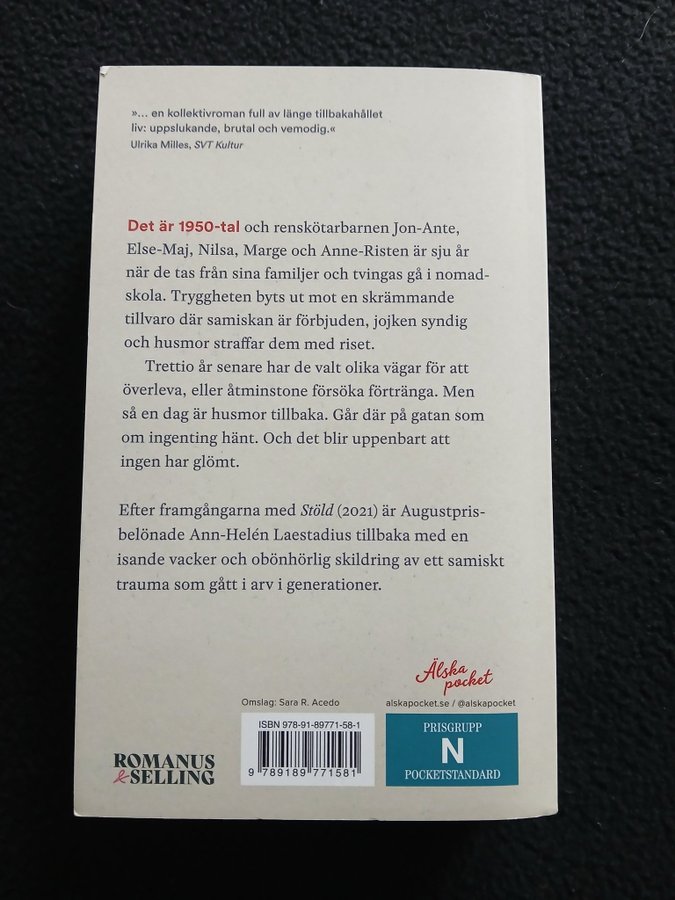 »... en kollektivroman full av länge tillbakahållet
liv: uppslukande, brutal och vemodig.«
Ulrika Milles, SVT Kultur
Det är 1950-tal och renskötarbarnen Jon-Ante,
Else-Maj, Nilsa, Marge och Anne-Risten är sju år
när de tas från sina familjer och tvingas gå i nomad-
skola. Tryggheten byts ut mot en skrämmande
tillvaro där samiskan är förbjuden, jojken syndig
och husmor straffar dem med riset.
Trettio år senare har de valt olika vägar för att
överleva, eller åtminstone försöka förtränga. Men
så en dag är husmor tillbaka. Går där på gatan som
om ingenting hänt. Och det blir uppenbart att
ingen har glömt.
Efter framgångarna med Stöld (2021) är Augustpris-
belönade Ann-Helén Laestadius tillbaka med en
isande vacker och obönhörlig skildring av ett samiskt
trauma som gått i arv i generationer.
Älska
pocket
Omslag: Sara R. Acedo
alskapocket.se / @alskapocket
ROMANUS
& SELLING
ISBN 978-91-89771-58-1
9 789189 771581
PRISGRUPP
N
POCKETSTANDARD